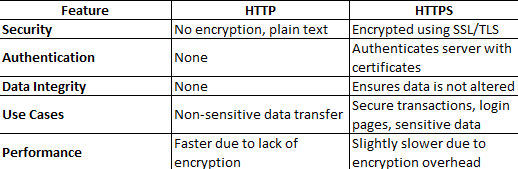 Feature HTTP HTTPS
Security No encryption, plain text Encrypted using SSL/TLS
Authentication None Authenticates server with
certificates
Data Integrity None Ensures data is not altered
Use Cases Non-sensitive data transfer Secure transactions, login
pages, sensitive data
Performance Faster due to lack of
encryption Slightly slower due to
encryption overhead